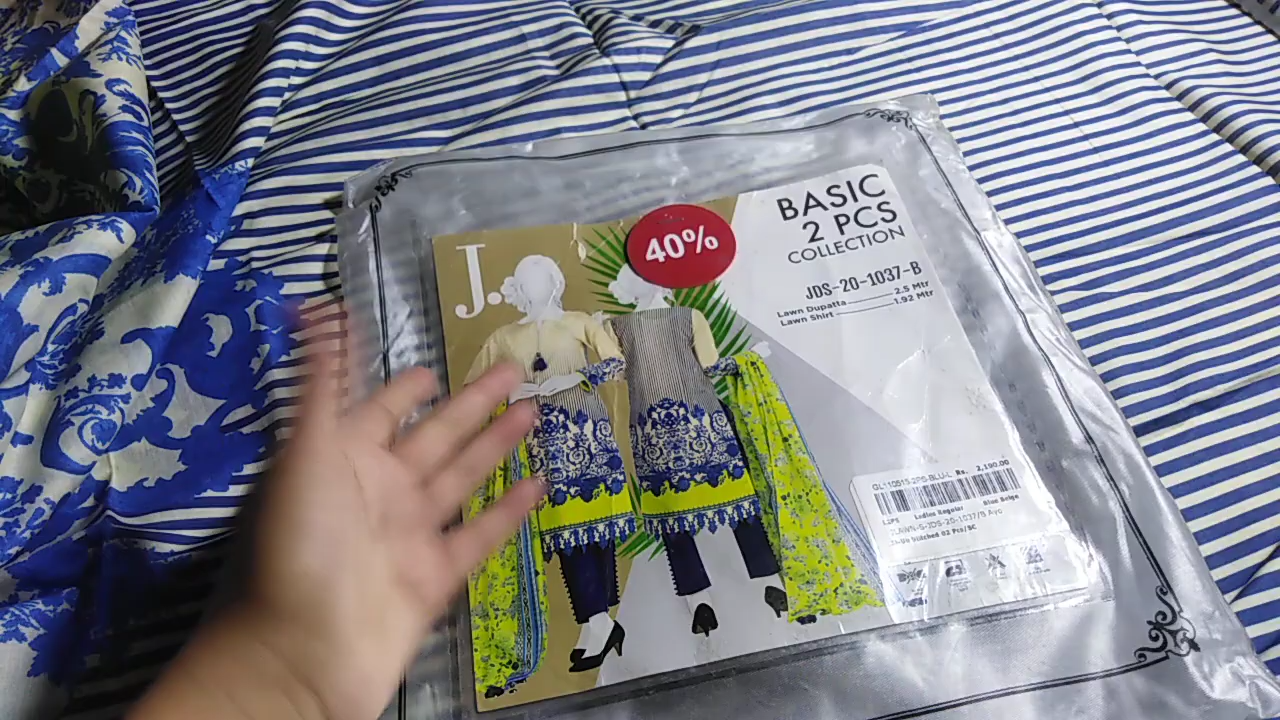 J.
40%
BASIC
2 PCS
COLLECTION
JDS-20-1037-B
Lawn Dupatta 2.5 Mtr
Lawn Shirt 1.92 Mtr
Rs. 2,190.00
Ladies Regular Blue Beige